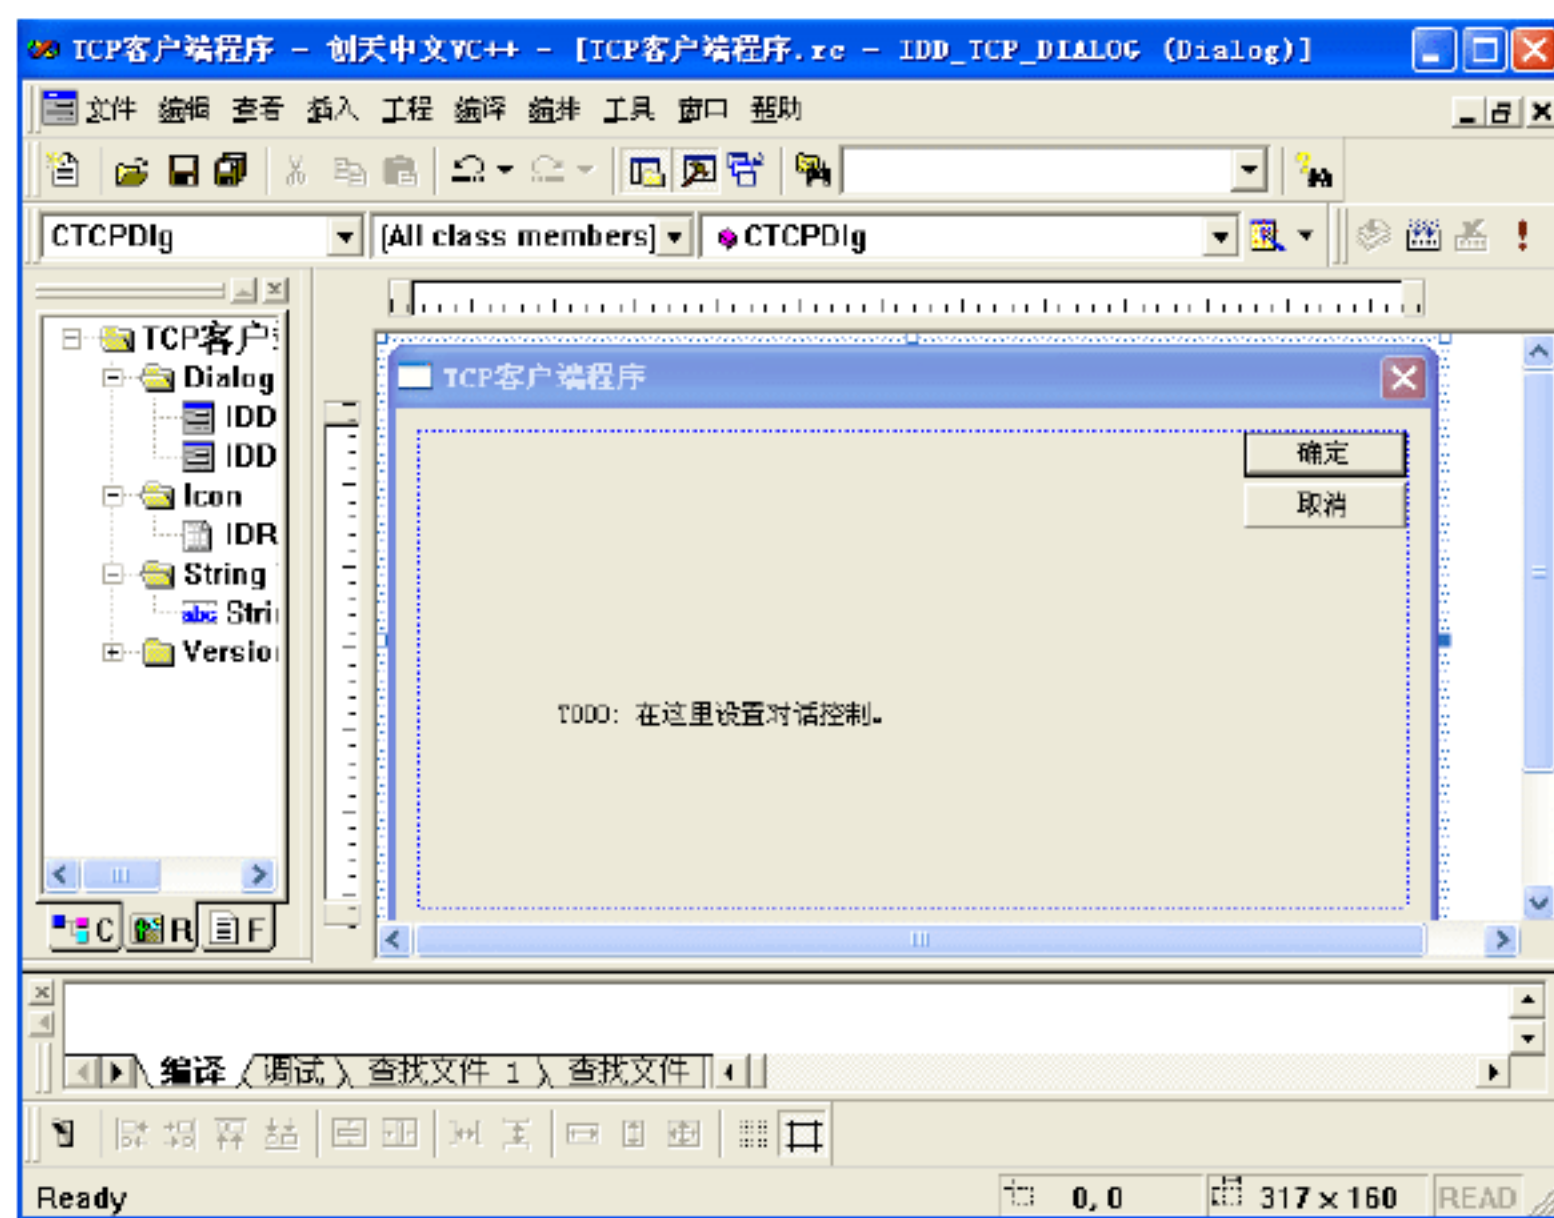 TCP客户端程序 - 创天中文VC++ - [TCP客户端程序.rc - IDD_TCP_DIALOG (Dialog)]
文件 编辑 查看 插入 工程 编译 编排 工具 窗口 帮助
CTCPDlg [All class members] CTCPDlg
TCP客户
Dialog
IDD
IDD
Icon
IDR
String
abc Stri
Versio
C R F
TCP客户端程序
确定
取消
TODO: 在这里设置对话控制。
编译 调试 查找文件 1 查找文件
Ready 0, 0 317 x 160 READ